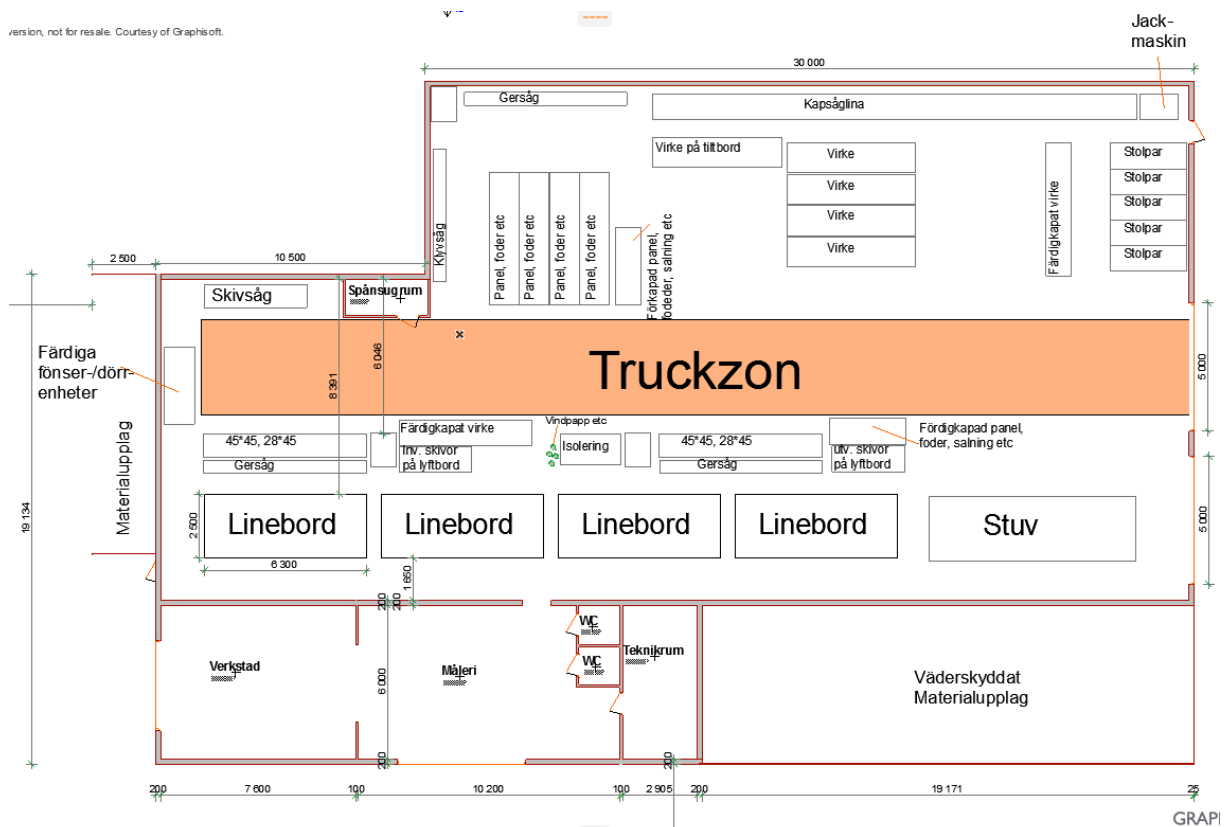 version, not for resale. Courtesy of Graphisoft.
Jack-
maskin
30 000
Gersåg
Kapsåglina
Virke på tiltbord
Virke
Virke
Virke
Virke
Stolpar
Stolpar
Stolpar
Stolpar
Stolpar
Färdigkapat virke
Klyvsåg
Panel, foder etc
Panel, foder etc
Panel, foder etc
Panel, foder etc
Förkapad panel,
fodeder, salning etc
2 500
10 500
Skivsåg
Spånsugrum
Färdiga
fönser-/dörr-
enheter
Truckzon
8 391
6 046
5 000
Materialupplag
19 134
45*45, 28*45
Gersåg
Färdigkapat virke
Inv. skivor
på lyftbord
Vindpapp etc
Isolering
45*45, 28*45
Gersåg
utv. skivor
på lyftbord
Fördigkapad panel,
foder, salning etc
5 000
2 500
Linebord
Linebord
Linebord
Linebord
Stuv
6 300
1 650
200
200
WC
WC
Teknikrum
Verkstad
Måleri
6 000
Väderskyddat
Materialupplag
200
200
200
7 600
100
10 200
100
2 905
200
19 171
25
GRAPH